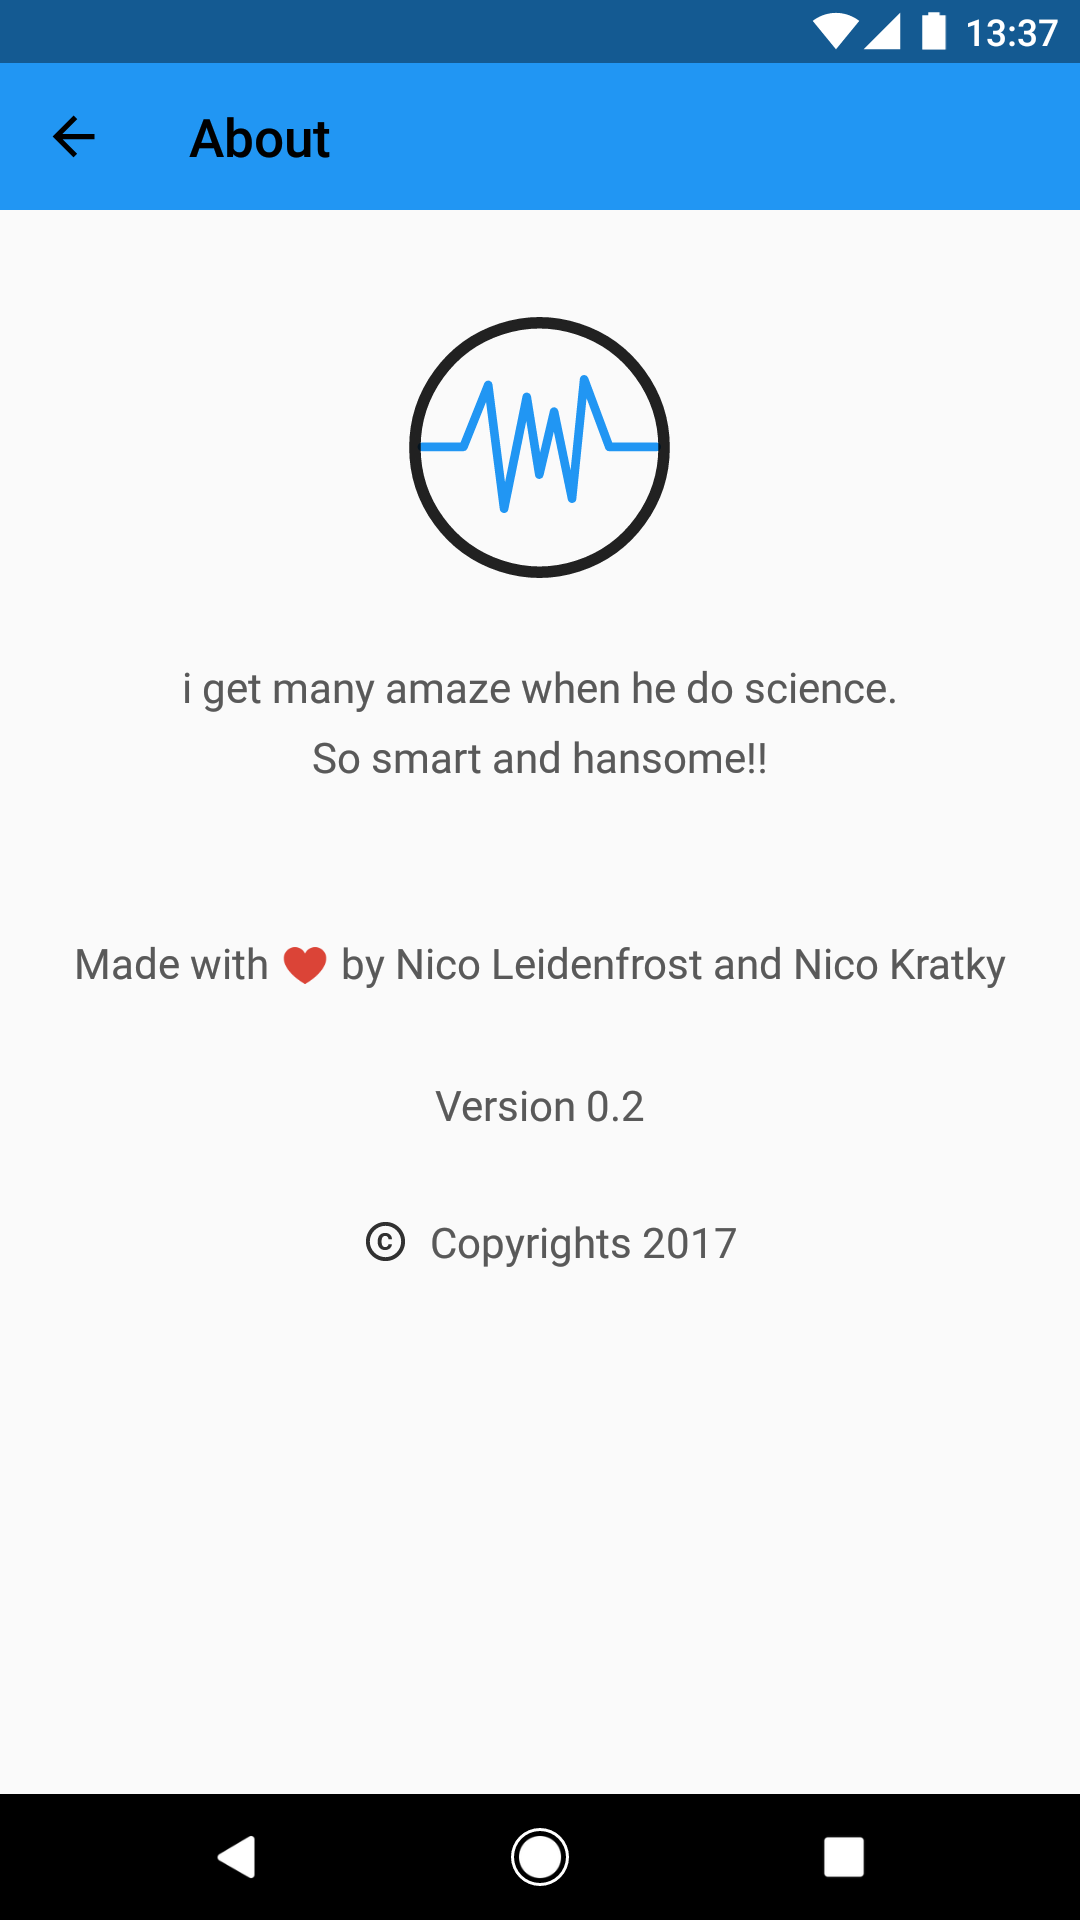 13:37
About
i get many amaze when he do science.
So smart and hansome!!
Made with ❤ by Nico Leidenfrost and Nico Kratky
Version 0.2
© Copyrights 2017